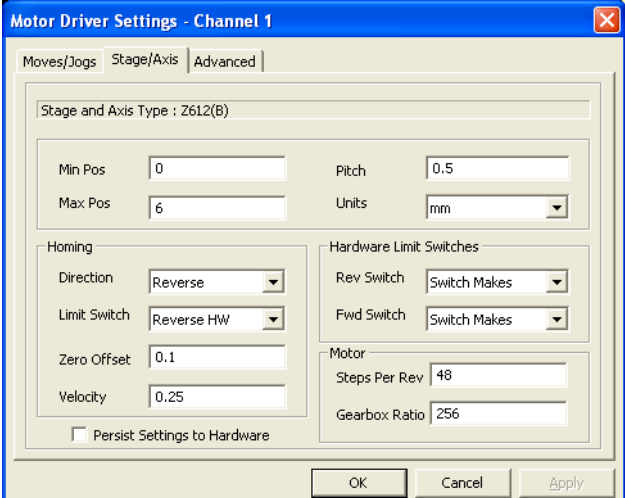 Motor Driver Settings - Channel 1
Moves/Jogs Stage/Axis Advanced
Stage and Axis Type : Z612(B)
Min Pos 0 Pitch 0.5
Max Pos 6 Units mm
Homing Hardware Limit Switches
Direction Reverse Rev Switch Switch Makes
Limit Switch Reverse HW Fwd Switch Switch Makes
Motor
Zero Offset 0.1 Steps Per Rev 48
Velocity 0.25 Gearbox Ratio 256
Persist Settings to Hardware
OK Cancel Apply